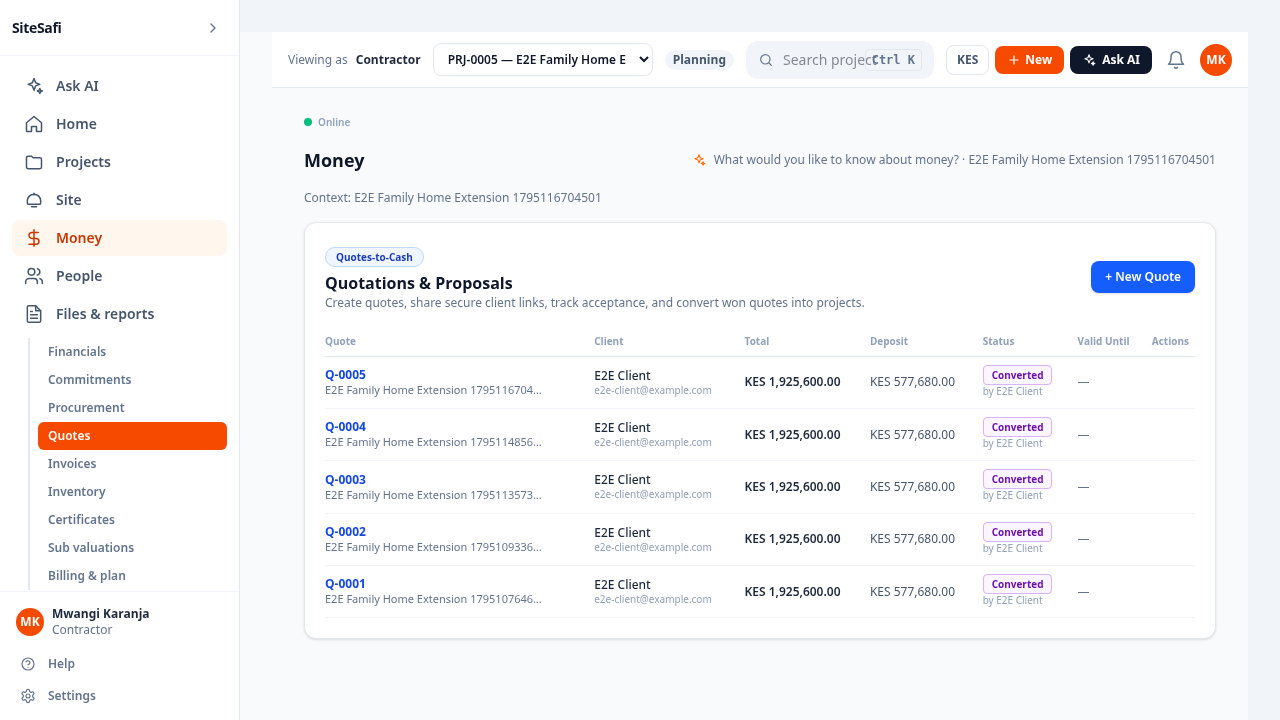 SiteSafi
Ask AI
Home
Projects
Site
Money
People
Files & reports
Financials
Commitments
Procurement
Quotes
Invoices
Inventory
Certificates
Sub valuations
Billing & plan
MK
Mwangi Karanja
Contractor
Help
Settings
Viewing as Contractor
PRJ-0005 — E2E Family Home E
Planning
Search project
Ctrl K
KES
New
Ask AI
MK
Online
Money
What would you like to know about money? · E2E Family Home Extension 1795116704501
Context: E2E Family Home Extension 1795116704501
Quotes-to-Cash
Quotations & Proposals
Create quotes, share secure client links, track acceptance, and convert won quotes into projects.
+ New Quote
Quote Client Total Deposit Status Valid Until Actions
Q-0005 E2E Client KES 1,925,600.00 KES 577,680.00 Converted —
E2E Family Home Extension 1795116704... e2e-client@example.com by E2E Client
Q-0004 E2E Client KES 1,925,600.00 KES 577,680.00 Converted —
E2E Family Home Extension 1795114856... e2e-client@example.com by E2E Client
Q-0003 E2E Client KES 1,925,600.00 KES 577,680.00 Converted —
E2E Family Home Extension 1795113573... e2e-client@example.com by E2E Client
Q-0002 E2E Client KES 1,925,600.00 KES 577,680.00 Converted —
E2E Family Home Extension 1795109336... e2e-client@example.com by E2E Client
Q-0001 E2E Client KES 1,925,600.00 KES 577,680.00 Converted —
E2E Family Home Extension 1795107646... e2e-client@example.com by E2E Client